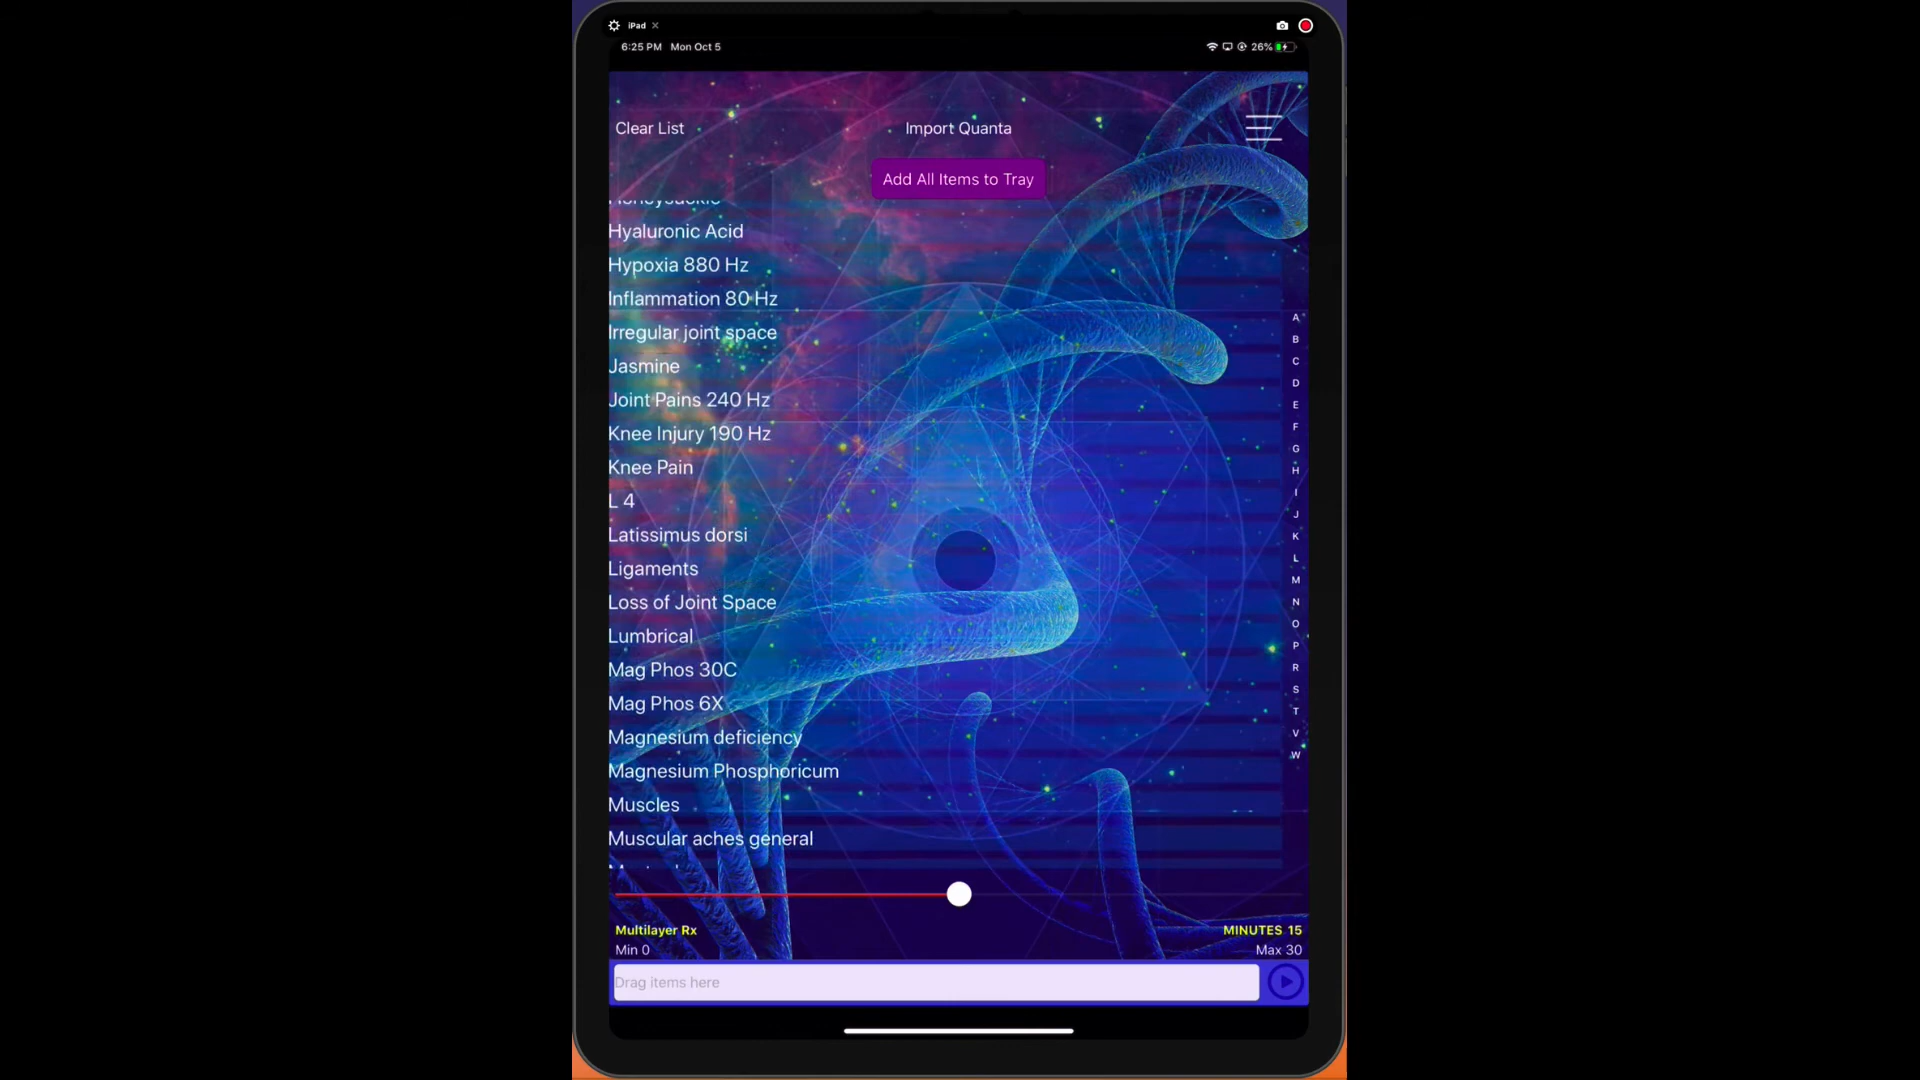 iPad
6:25 PM Mon Oct 5
26%
Clear List
Import Quanta
Add All Items to Tray
Hyaluronic Acid
Hypoxia 880 Hz
Inflammation 80 Hz
Irregular joint space
Jasmine
Joint Pains 240 Hz
Knee Injury 190 Hz
Knee Pain
L 4
Latissimus dorsi
Ligaments
Loss of Joint Space
Lumbrical
Mag Phos 30C
Mag Phos 6X
Magnesium deficiency
Magnesium Phosphoricum
Muscles
Muscular aches general
A
B
C
D
E
F
G
H
I
J
K
L
M
N
O
P
R
S
T
V
W
Multilayer Rx
MINUTES 15
Min 0
Max 30
Drag items here